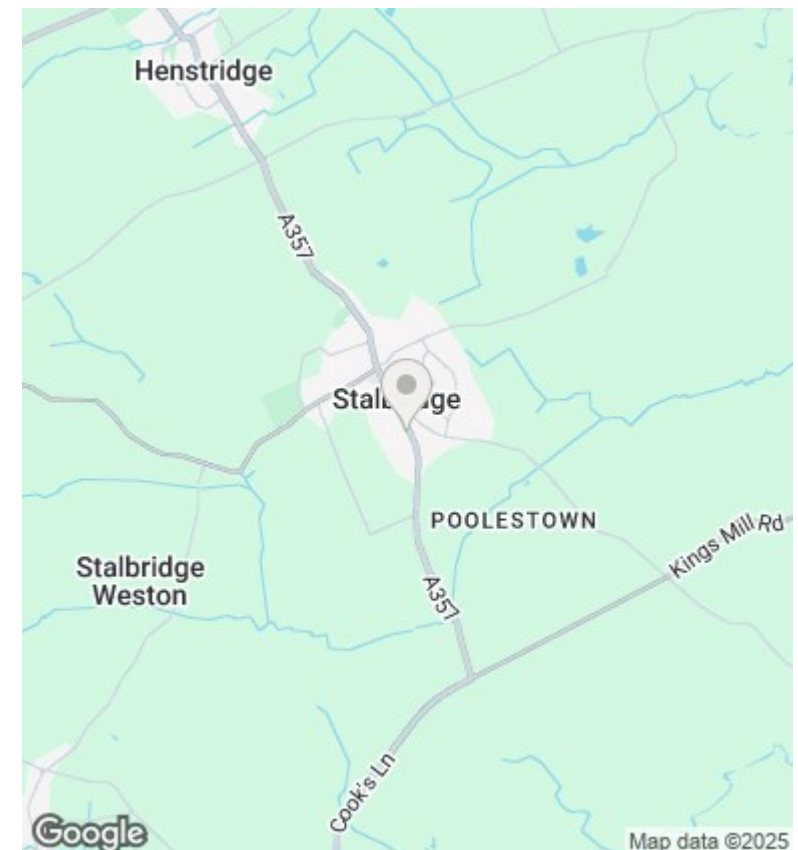 Henstridge
A357
Stalbridge
POOLESTOWN
Kings Mill Rd
Stalbridge
Weston
A357
Cook's Ln
Google
Map data ©2025